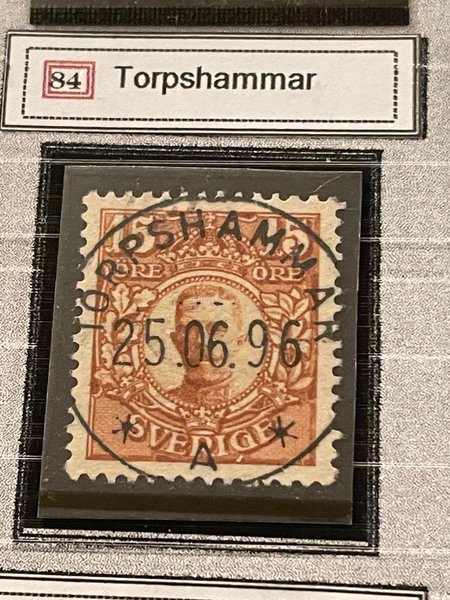 84 Torpshammar
TORPSHAMMAR
ÖRE ÖRE
25.06.96
SVERIGE
* A *